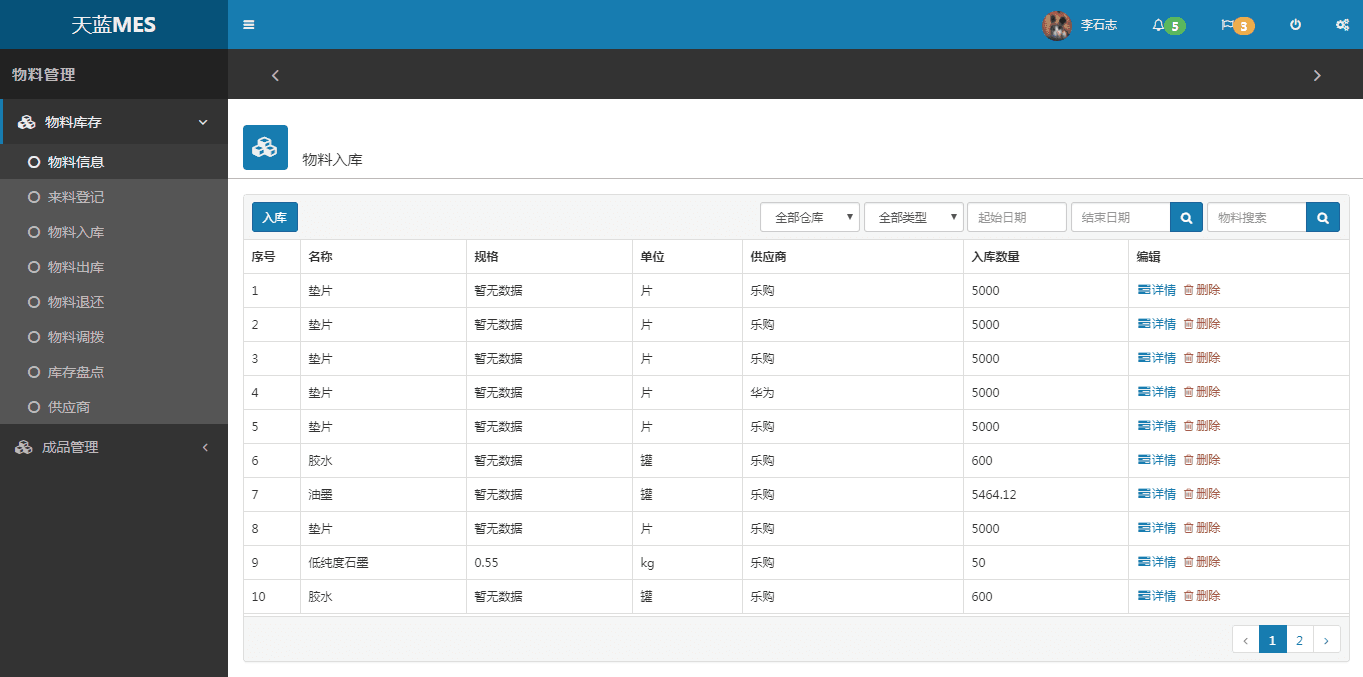 天蓝MES
李石志
5
3
物料管理
物料库存
物料信息
来料登记
物料入库
物料出库
物料退还
物料调拨
库存盘点
供应商
成品管理
物料入库
入库 全部仓库 全部类型 起始日期 结束日期 物料搜索
序号 名称 规格 单位 供应商 入库数量 编辑
1 垫片 暂无数据 片 乐购 5000 详情 删除
2 垫片 暂无数据 片 乐购 5000 详情 删除
3 垫片 暂无数据 片 乐购 5000 详情 删除
4 垫片 暂无数据 片 华为 5000 详情 删除
5 垫片 暂无数据 片 乐购 5000 详情 删除
6 胶水 暂无数据 罐 乐购 600 详情 删除
7 油墨 暂无数据 罐 乐购 5464.12 详情 删除
8 垫片 暂无数据 片 乐购 5000 详情 删除
9 低纯度石墨 0.55 kg 乐购 50 详情 删除
10 胶水 暂无数据 罐 乐购 600 详情 删除
‹ 1 2 ›